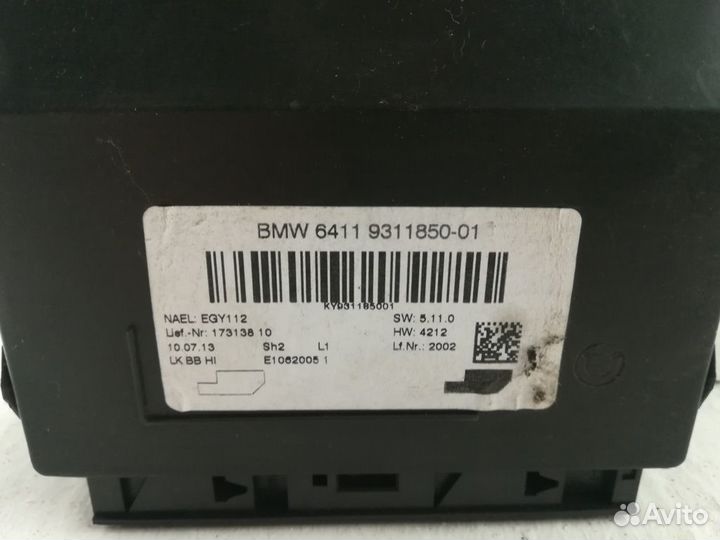 BMW 6411 9311850-01
KY931185001
NAEL: EGY112 SW: 5.11.0
Lief.-Nr: 173138 10 HW: 4212
10.07.13 Sh2 L1 Lf.Nr.: 2002
LK BB HI E1062005 1
Avito